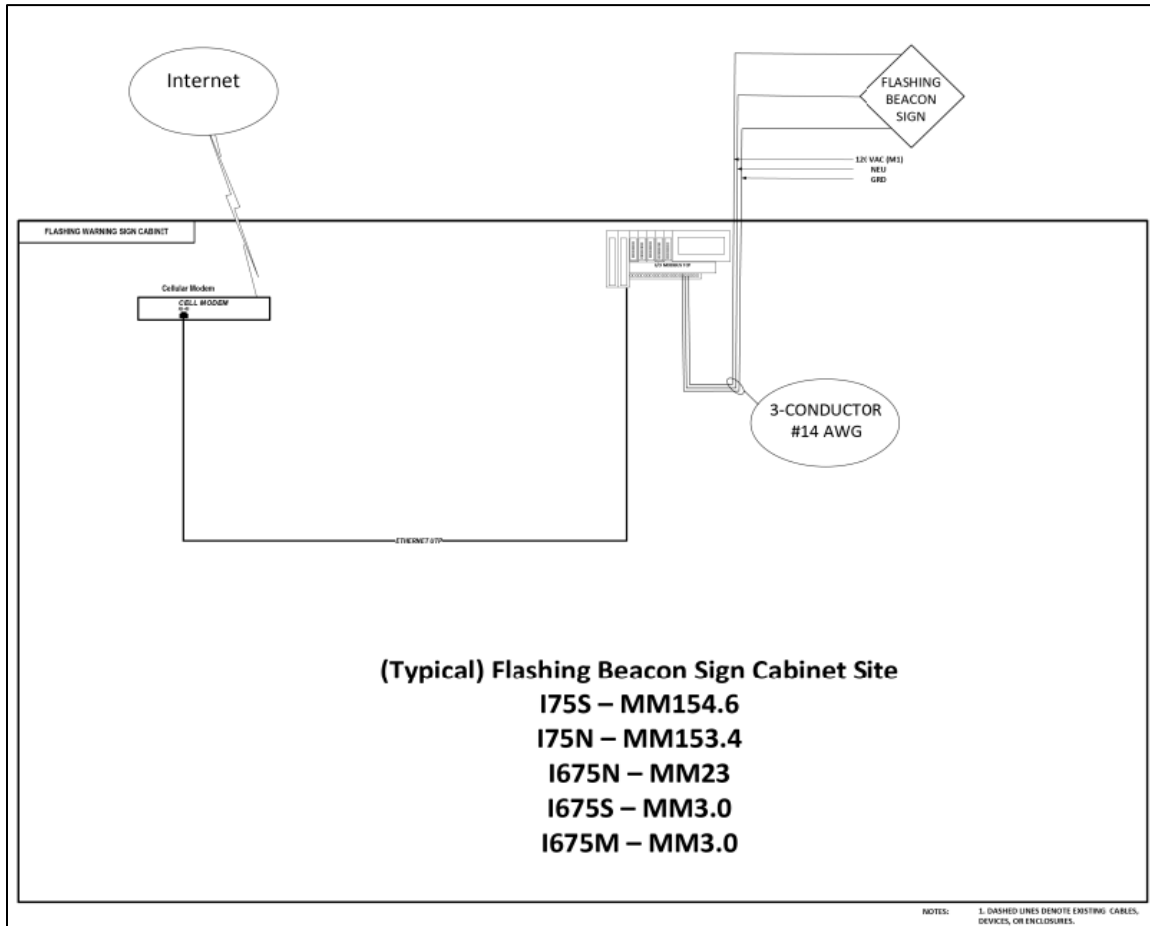 Internet
FLASHING
BEACON
SIGN
120 VAC (M1)
NEU
GRD
FLASHING WARNING SIGN CABINET
Cellular Modem
CELL MODEM
3-CONDUCTOR
#14 AWG
ETHERNET UTP
(Typical) Flashing Beacon Sign Cabinet Site
I75S – MM154.6
I75N – MM153.4
I675N – MM23
I675S – MM3.0
I675M – MM3.0
NOTES: 1. DASHED LINES DENOTE EXISTING CABLES,
DEVICES, OR ENCLOSURES.